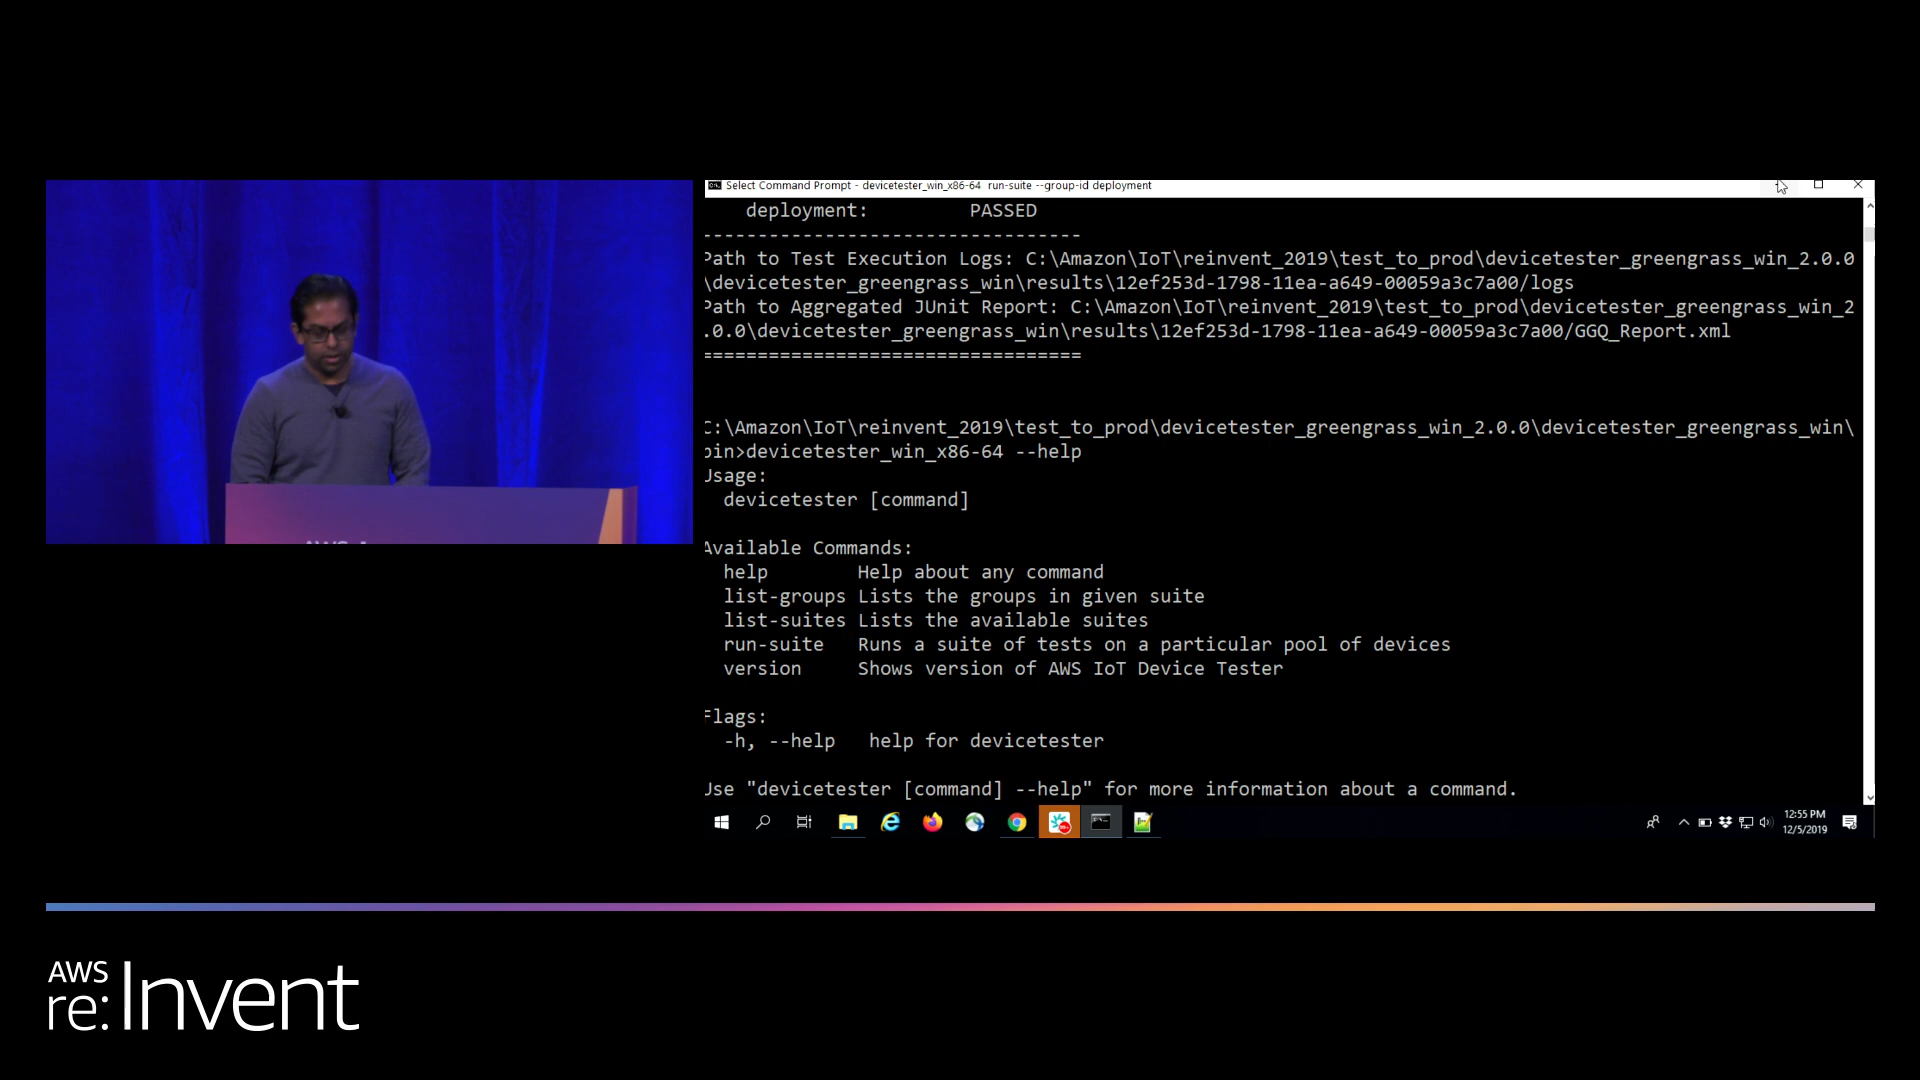 Select Command Prompt - devicetester_win_x86-64  run-suite --group-id deployment
deployment:         PASSED
----------------------------------
Path to Test Execution Logs: C:\Amazon\IoT\reinvent_2019\test_to_prod\devicetester_greengrass_win_2.0.0
\devicetester_greengrass_win\results\12ef253d-1798-11ea-a649-00059a3c7a00/logs
Path to Aggregated JUnit Report: C:\Amazon\IoT\reinvent_2019\test_to_prod\devicetester_greengrass_win_2
.0.0\devicetester_greengrass_win\results\12ef253d-1798-11ea-a649-00059a3c7a00/GGQ_Report.xml
==================================
C:\Amazon\IoT\reinvent_2019\test_to_prod\devicetester_greengrass_win_2.0.0\devicetester_greengrass_win\
bin>devicetester_win_x86-64 --help
Usage:
devicetester [command]
Available Commands:
help        Help about any command
list-groups Lists the groups in given suite
list-suites Lists the available suites
run-suite   Runs a suite of tests on a particular pool of devices
version     Shows version of AWS IoT Device Tester
Flags:
-h, --help   help for devicetester
Use "devicetester [command] --help" for more information about a command.
12:55 PM
12/5/2019
AWS
re:Invent